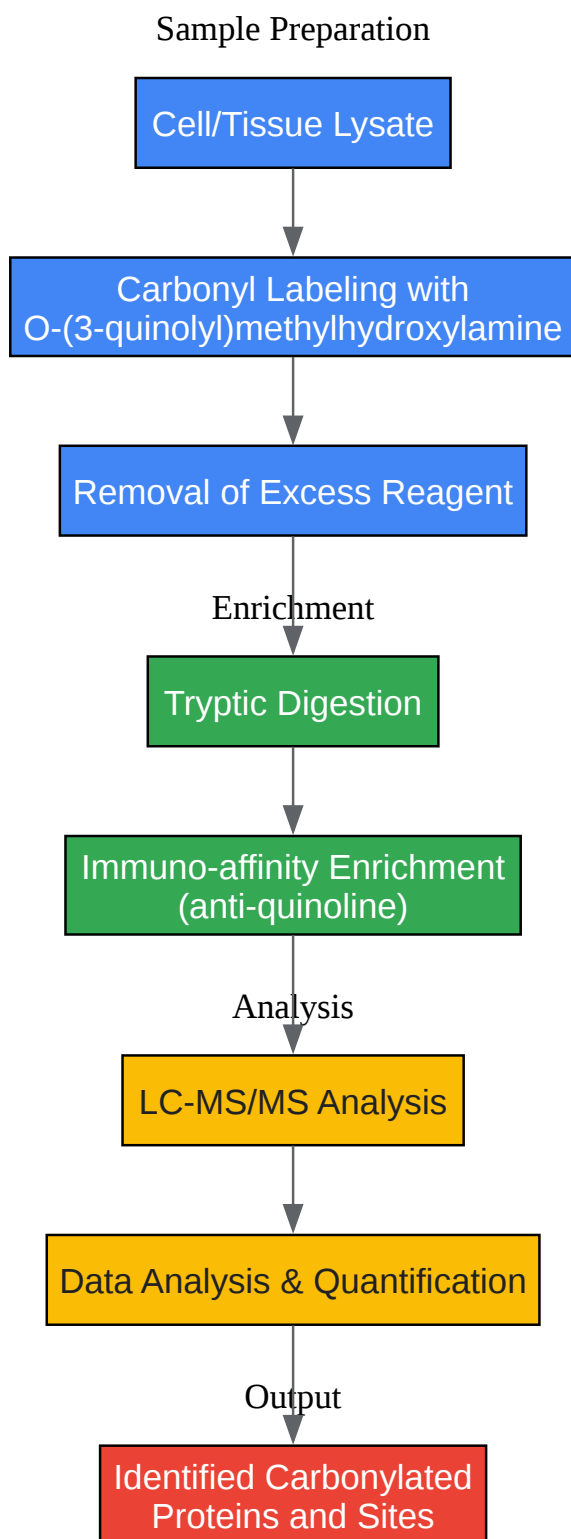 Sample Preparation
Cell/Tissue Lysate
Carbonyl Labeling with
O-(3-quinolyl)methylhydroxylamine
Removal of Excess Reagent
Enrichment
Tryptic Digestion
Immuno-affinity Enrichment
(anti-quinoline)
Analysis
LC-MS/MS Analysis
Data Analysis & Quantification
Output
Identified Carbonylated
Proteins and Sites